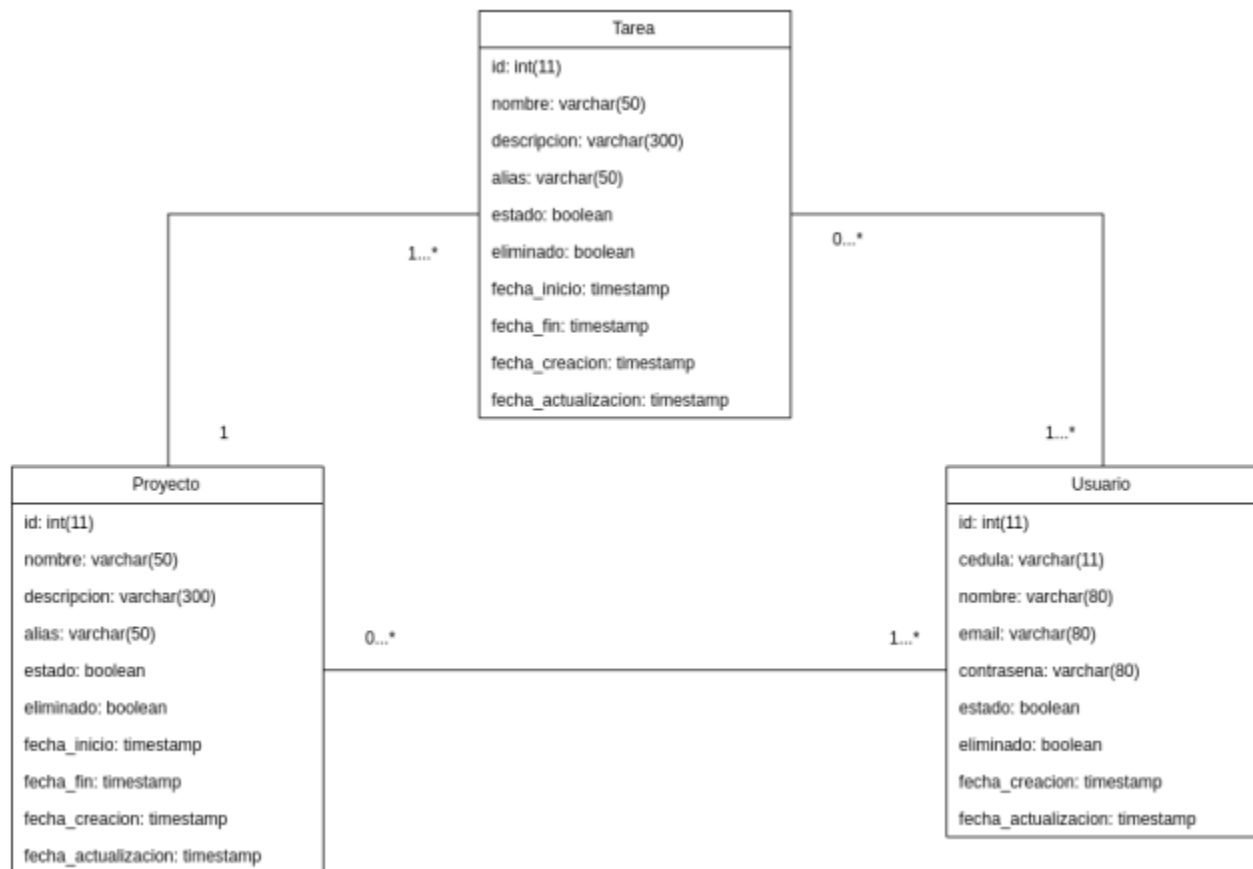 Tarea
id: int(11)
nombre: varchar(50)
descripcion: varchar(300)
alias: varchar(50)
estado: boolean
eliminado: boolean
fecha_inicio: timestamp
fecha_fin: timestamp
fecha_creacion: timestamp
fecha_actualizacion: timestamp
1...*
0...*
1
1...*
Proyecto
id: int(11)
nombre: varchar(50)
descripcion: varchar(300)
alias: varchar(50)
estado: boolean
eliminado: boolean
fecha_inicio: timestamp
fecha_fin: timestamp
fecha_creacion: timestamp
fecha_actualizacion: timestamp
0...*
1...*
Usuario
id: int(11)
cedula: varchar(11)
nombre: varchar(80)
email: varchar(80)
contrasena: varchar(80)
estado: boolean
eliminado: boolean
fecha_creacion: timestamp
fecha_actualizacion: timestamp